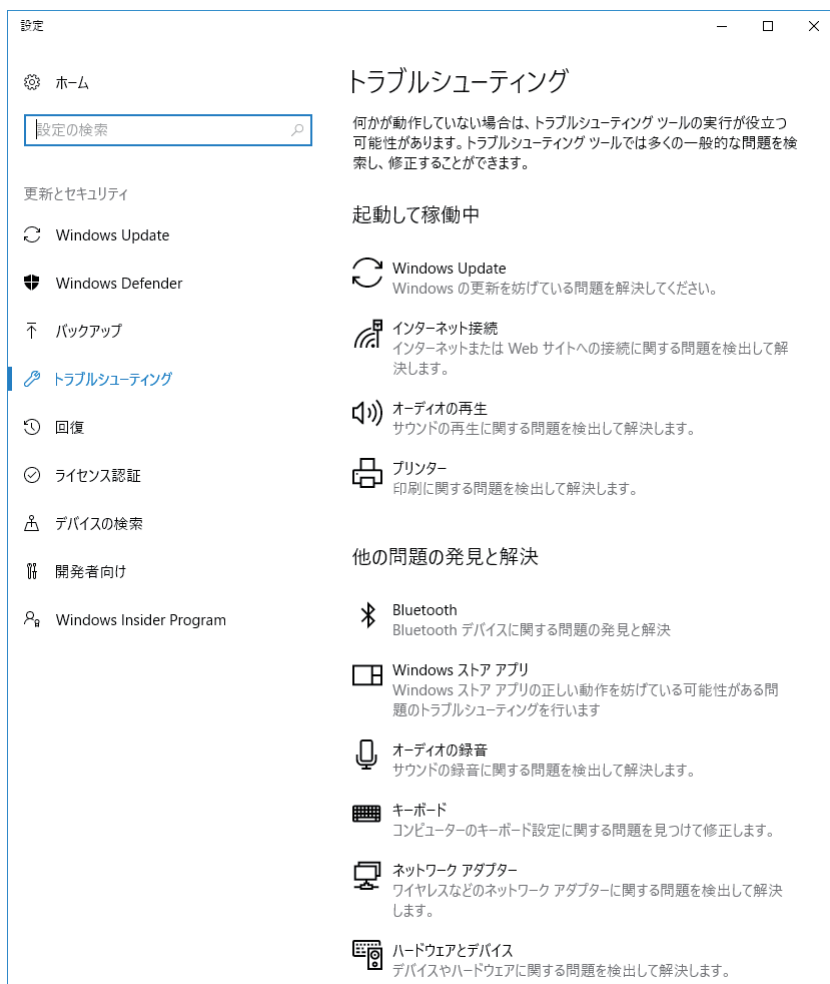 設定
ホーム
設定の検索
更新とセキュリティ
Windows Update
Windows Defender
バックアップ
トラブルシューティング
回復
ライセンス認証
デバイスの検索
開発者向け
Windows Insider Program
トラブルシューティング
何かが動作していない場合は、トラブルシューティング ツールの実行が役立つ
可能性があります。トラブルシューティング ツールでは多くの一般的な問題を検
索し、修正することができます。
起動して稼働中
Windows Update
Windows の更新を妨げている問題を解決してください。
インターネット接続
インターネットまたは Web サイトへの接続に関する問題を検出して解
決します。
オーディオの再生
サウンドの再生に関する問題を検出して解決します。
プリンター
印刷に関する問題を検出して解決します。
他の問題の発見と解決
Bluetooth
Bluetooth デバイスに関する問題の発見と解決
Windows ストア アプリ
Windows ストア アプリの正しい動作を妨げている可能性がある問
題のトラブルシューティングを行います
オーディオの録音
サウンドの録音に関する問題を検出して解決します。
キーボード
コンピューターのキーボード設定に関する問題を見つけて修正します。
ネットワーク アダプター
ワイヤレスなどのネットワーク アダプターに関する問題を検出して解決
します。
ハードウェアとデバイス
デバイスやハードウェアに関する問題を検出して解決します。